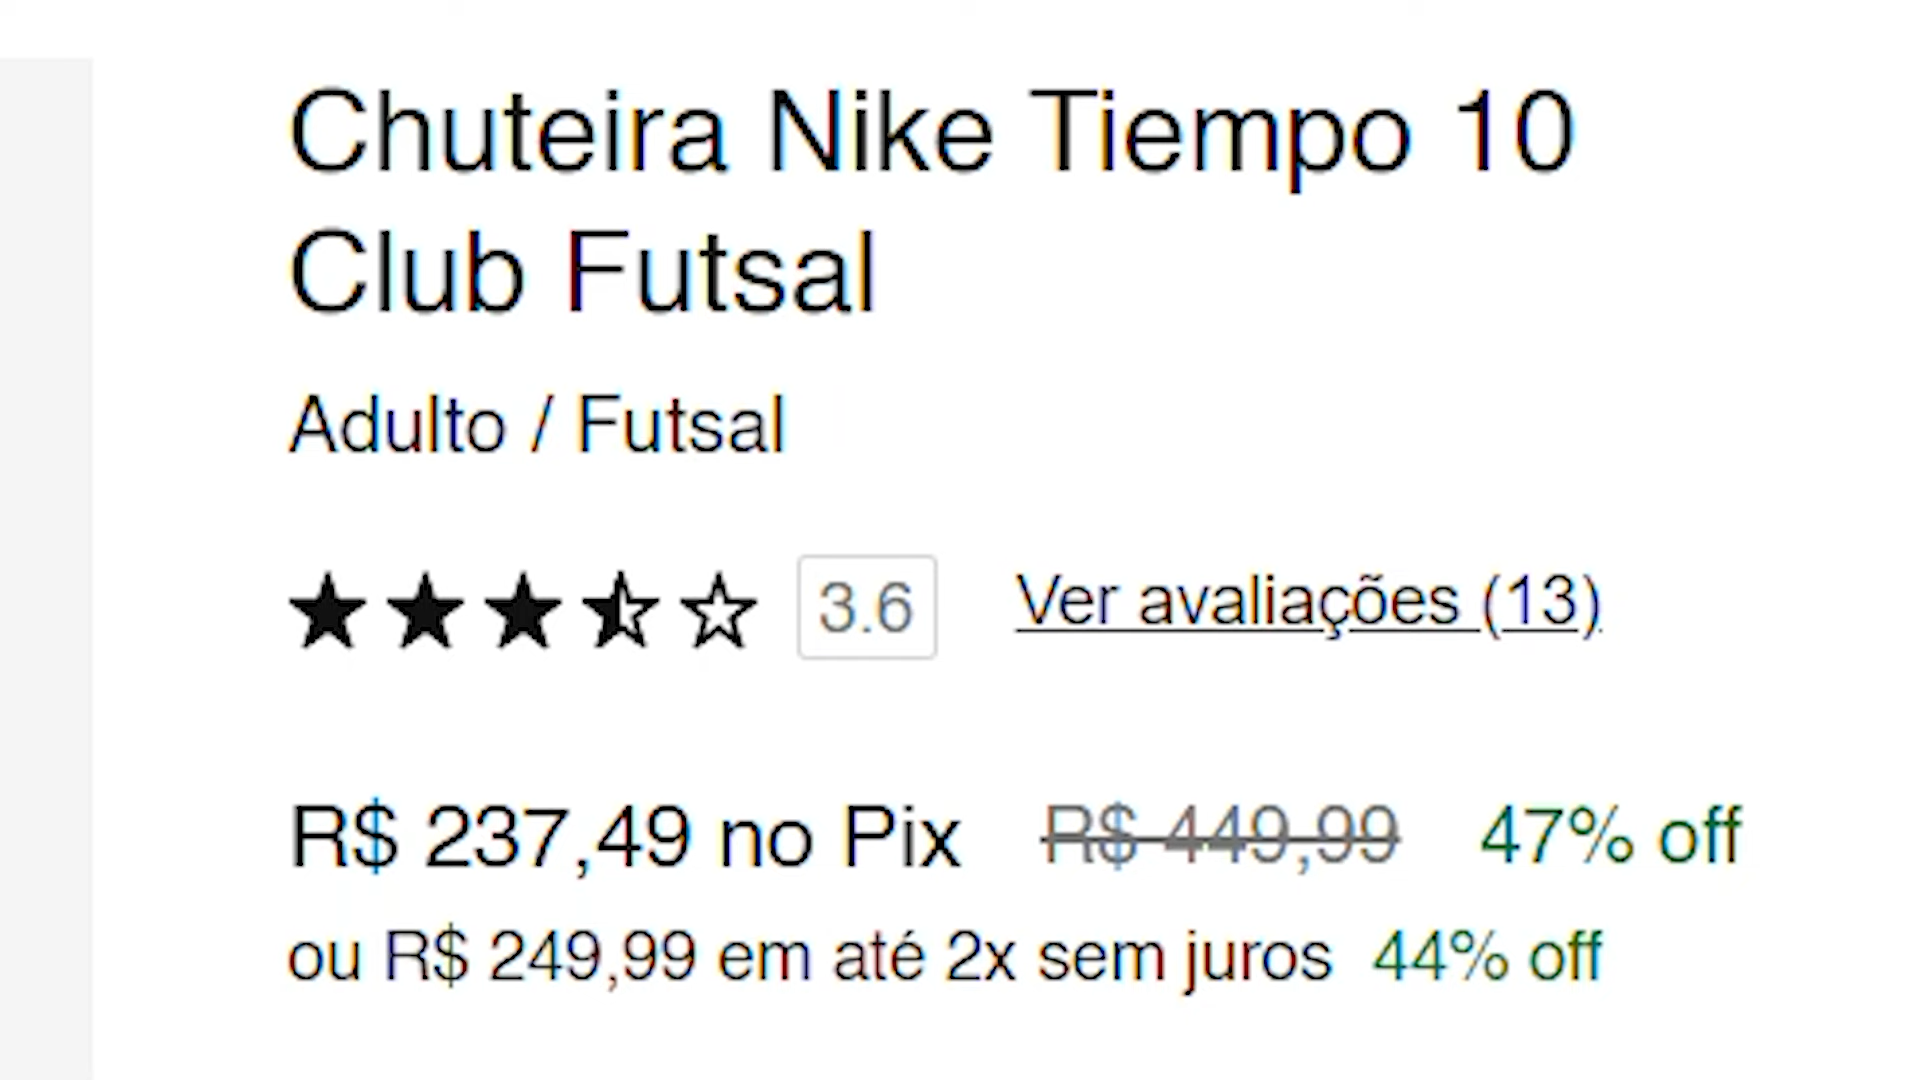 Chuteira Nike Tiempo 10
Club Futsal
Adulto / Futsal
3.6 Ver avaliações (13)
R$ 237,49 no Pix R$ 449,99 47% off
ou R$ 249,99 em até 2x sem juros 44% off